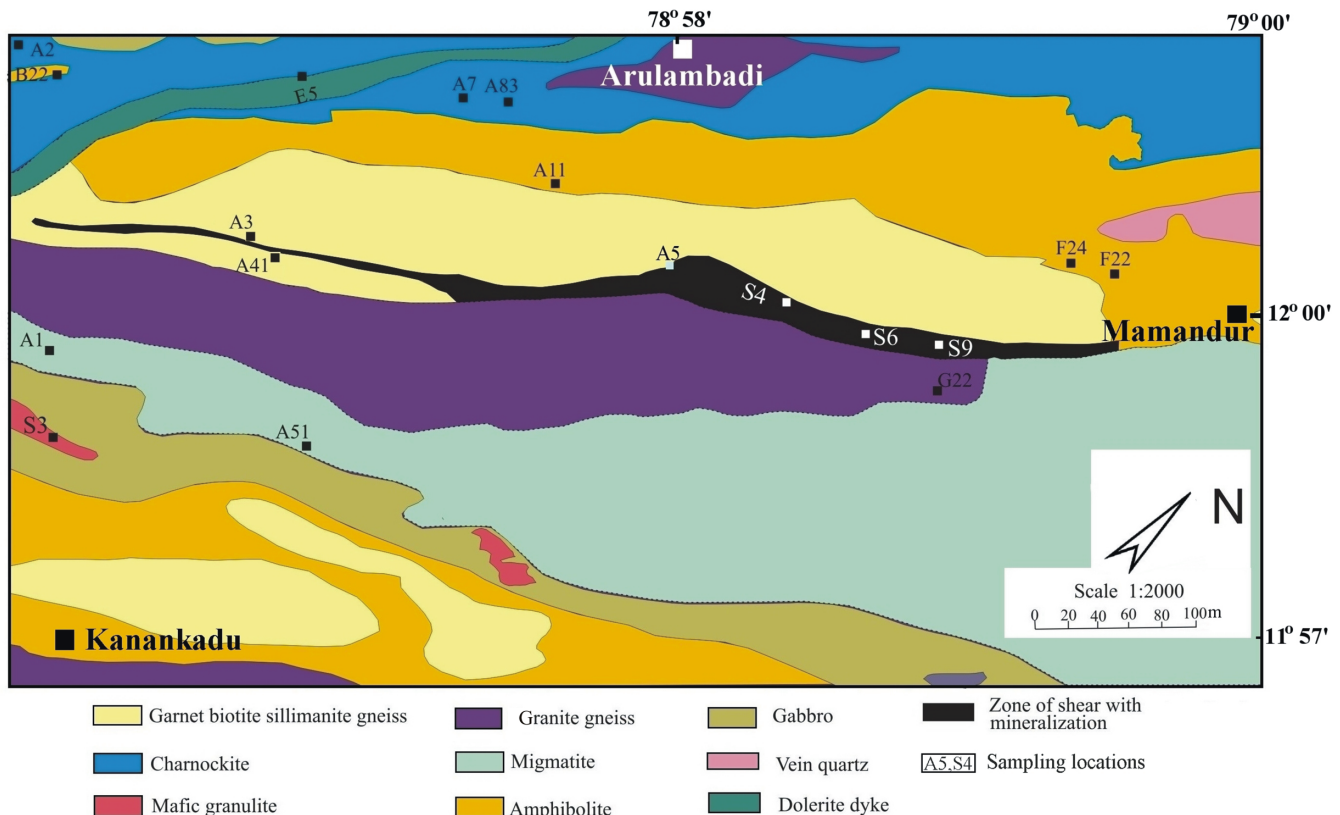 78° 58'
79° 00'
A2
Arulambadi
B22
E5
A7
A83
A11
A3
A5
F24
A41
F22
S4
12° 00'
Mamandur
S6
S9
A1
G22
S3
A51
N
Scale 1:2000
0 20 40 60 80 100m
Kanankadu
11° 57'
Garnet biotite sillimanite gneiss
Granite gneiss
Gabbro
Zone of shear with
mineralization
Charnockite
Migmatite
Vein quartz
A5,S4
Sampling locations
Mafic granulite
Amphibolite
Dolerite dyke